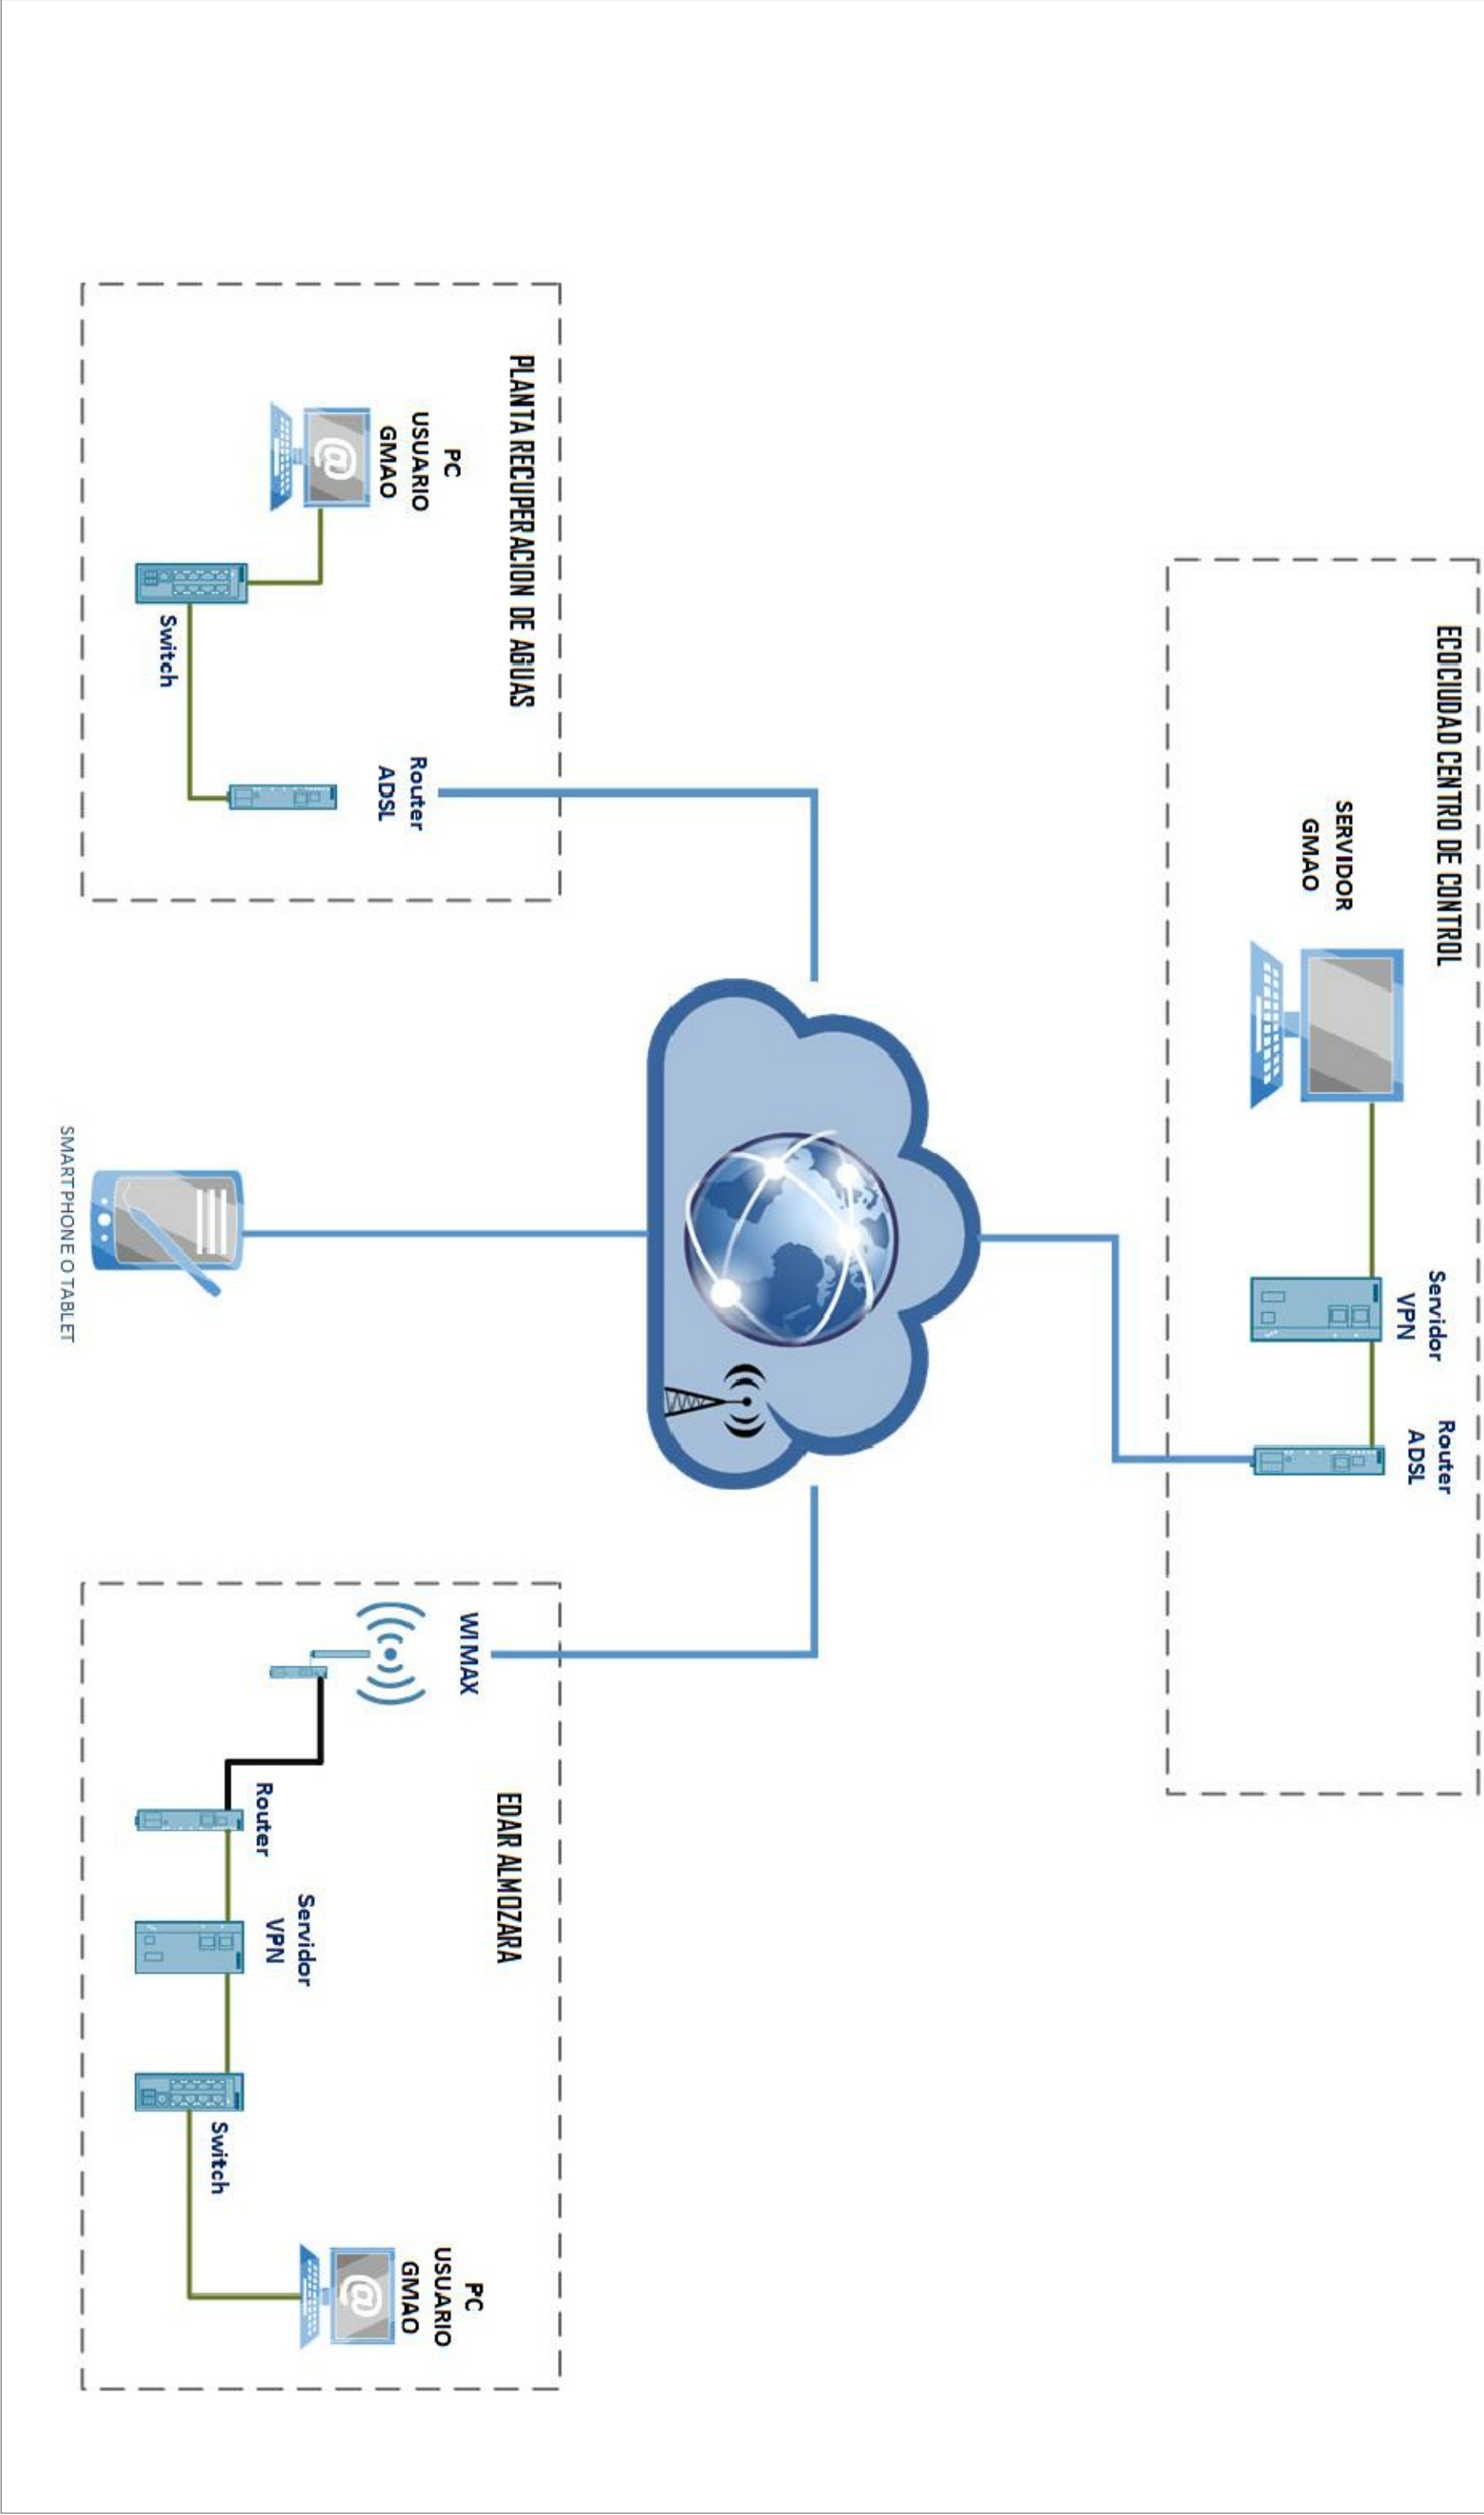 ECOCIUDAD CENTRO DE CONTROL
SERVIDOR
GMAO
Servidor
VPN
Router
ADSL
PLANTA RECUPERACION DE AGUAS
PC
USUARIO
GMAO
@
Switch
Router
ADSL
SMARTPHONE O TABLET
WIMAX
EDAR ALMOZARA
Router
Servidor
VPN
Switch
PC
USUARIO
GMAO
@